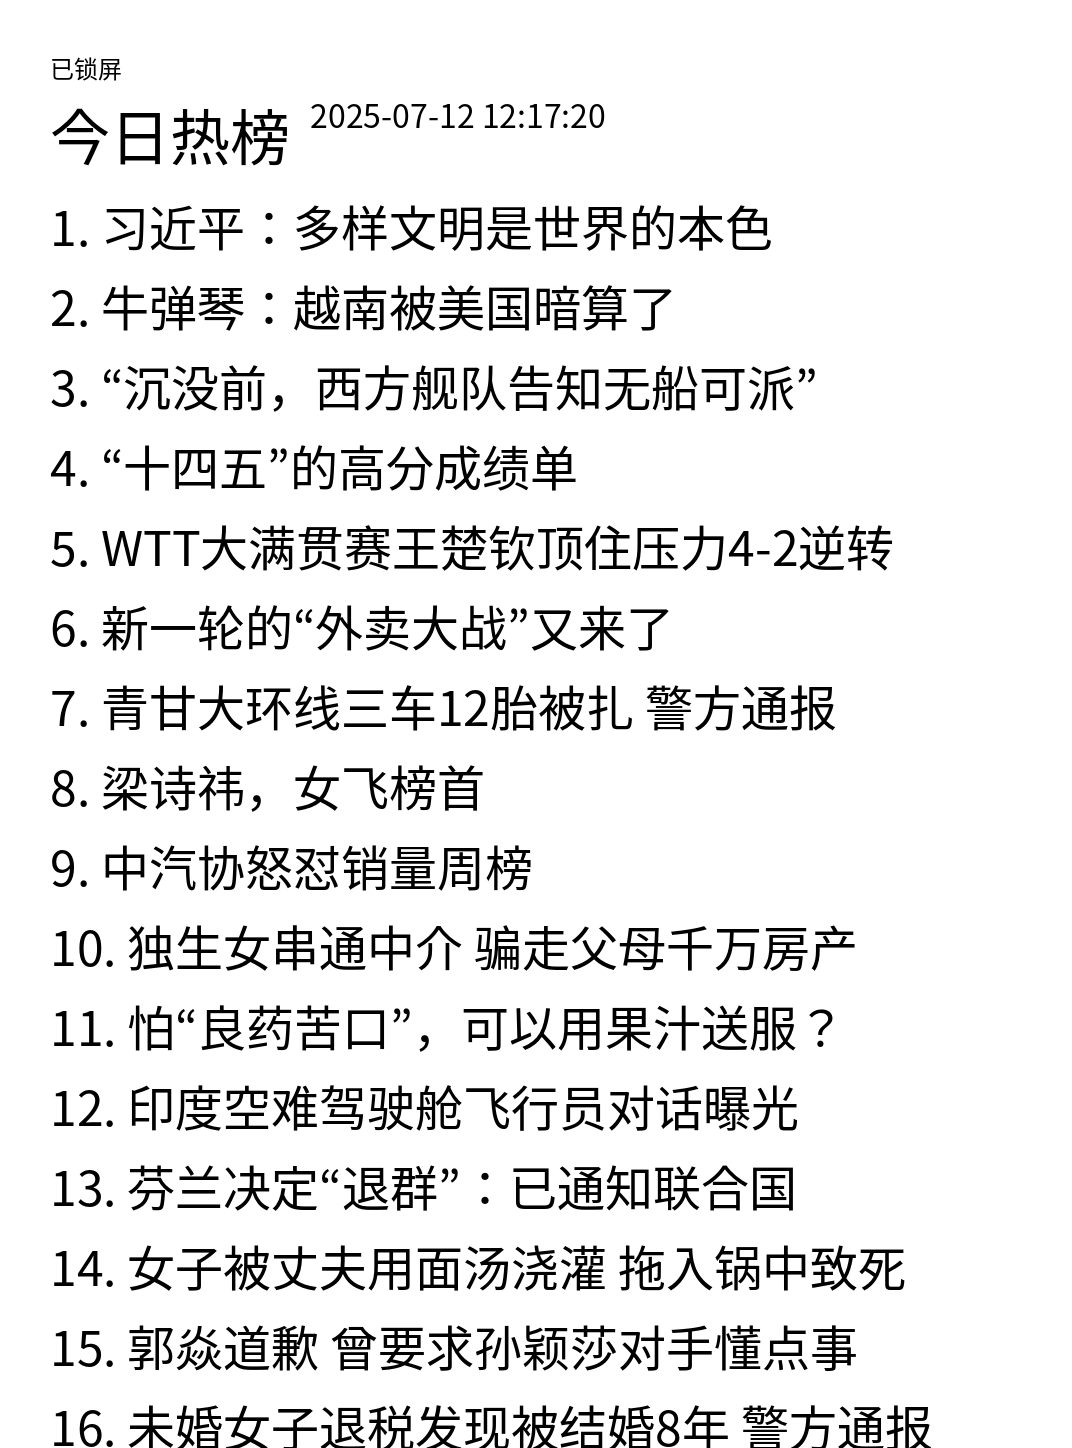 已锁屏
今日热榜 2025-07-12 12:17:20
1. 习近平：多样文明是世界的本色
2. 牛弹琴：越南被美国暗算了
3. “沉没前，西方舰队告知无船可派”
4. “十四五”的高分成绩单
5. WTT大满贯赛王楚钦顶住压力4-2逆转
6. 新一轮的“外卖大战”又来了
7. 青甘大环线三车12胎被扎 警方通报
8. 梁诗祎，女飞榜首
9. 中汽协怒怼销量周榜
10. 独生女串通中介 骗走父母千万房产
11. 怕“良药苦口”，可以用果汁送服？
12. 印度空难驾驶舱飞行员对话曝光
13. 芬兰决定“退群”：已通知联合国
14. 女子被丈夫用面汤浇灌 拖入锅中致死
15. 郭焱道歉 曾要求孙颖莎对手懂点事
16. 未婚女子退税发现被结婚8年 警方通报